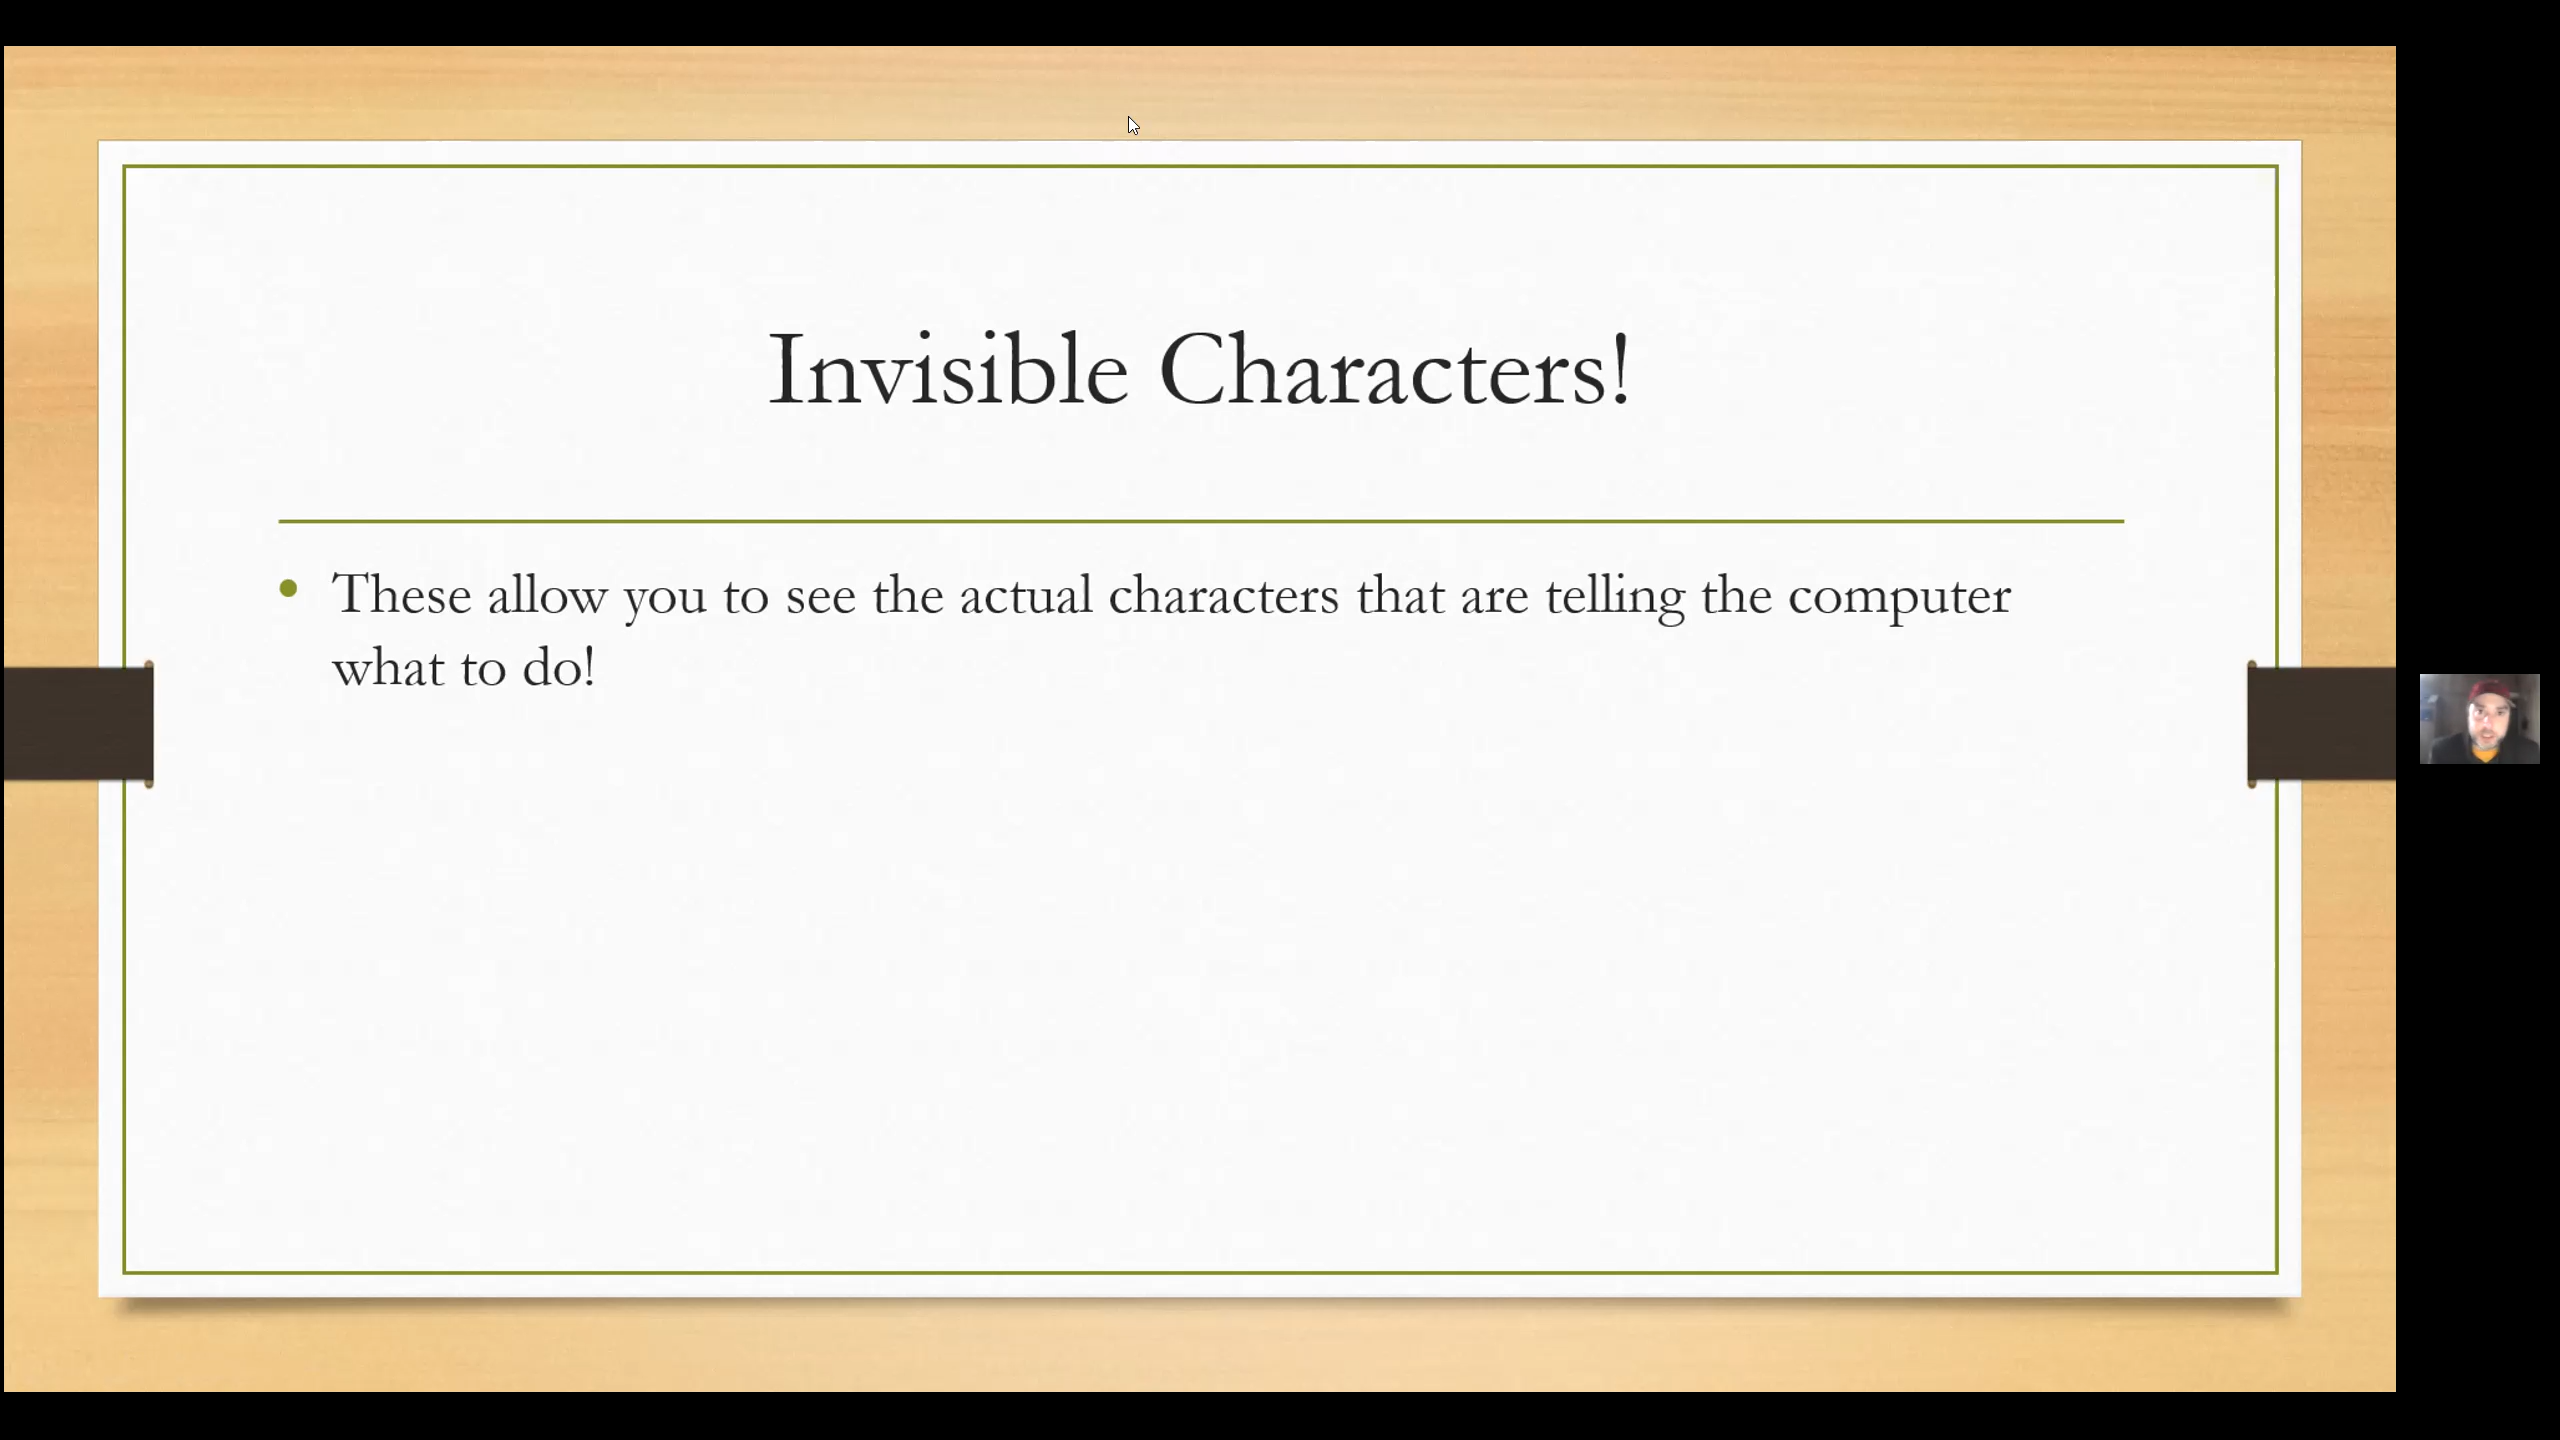 Invisible Characters!
These allow you to see the actual characters that are telling the computer
what to do!